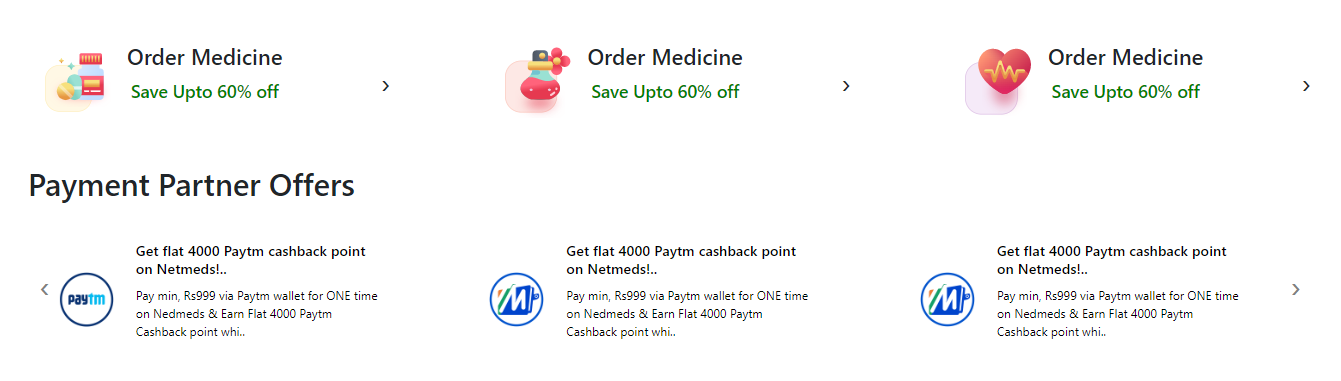 Order Medicine
Save Upto 60% off
›
Order Medicine
Save Upto 60% off
›
Order Medicine
Save Upto 60% off
›
Payment Partner Offers
‹
paytm
Get flat 4000 Paytm cashback point
on Netmeds!..
Pay min, Rs999 via Paytm wallet for ONE time
on Nedmeds & Earn Flat 4000 Paytm
Cashback point whi..
M
Get flat 4000 Paytm cashback point
on Netmeds!..
Pay min, Rs999 via Paytm wallet for ONE time
on Nedmeds & Earn Flat 4000 Paytm
Cashback point whi..
M
Get flat 4000 Paytm cashback point
on Netmeds!..
Pay min, Rs999 via Paytm wallet for ONE time
on Nedmeds & Earn Flat 4000 Paytm
Cashback point whi..
›